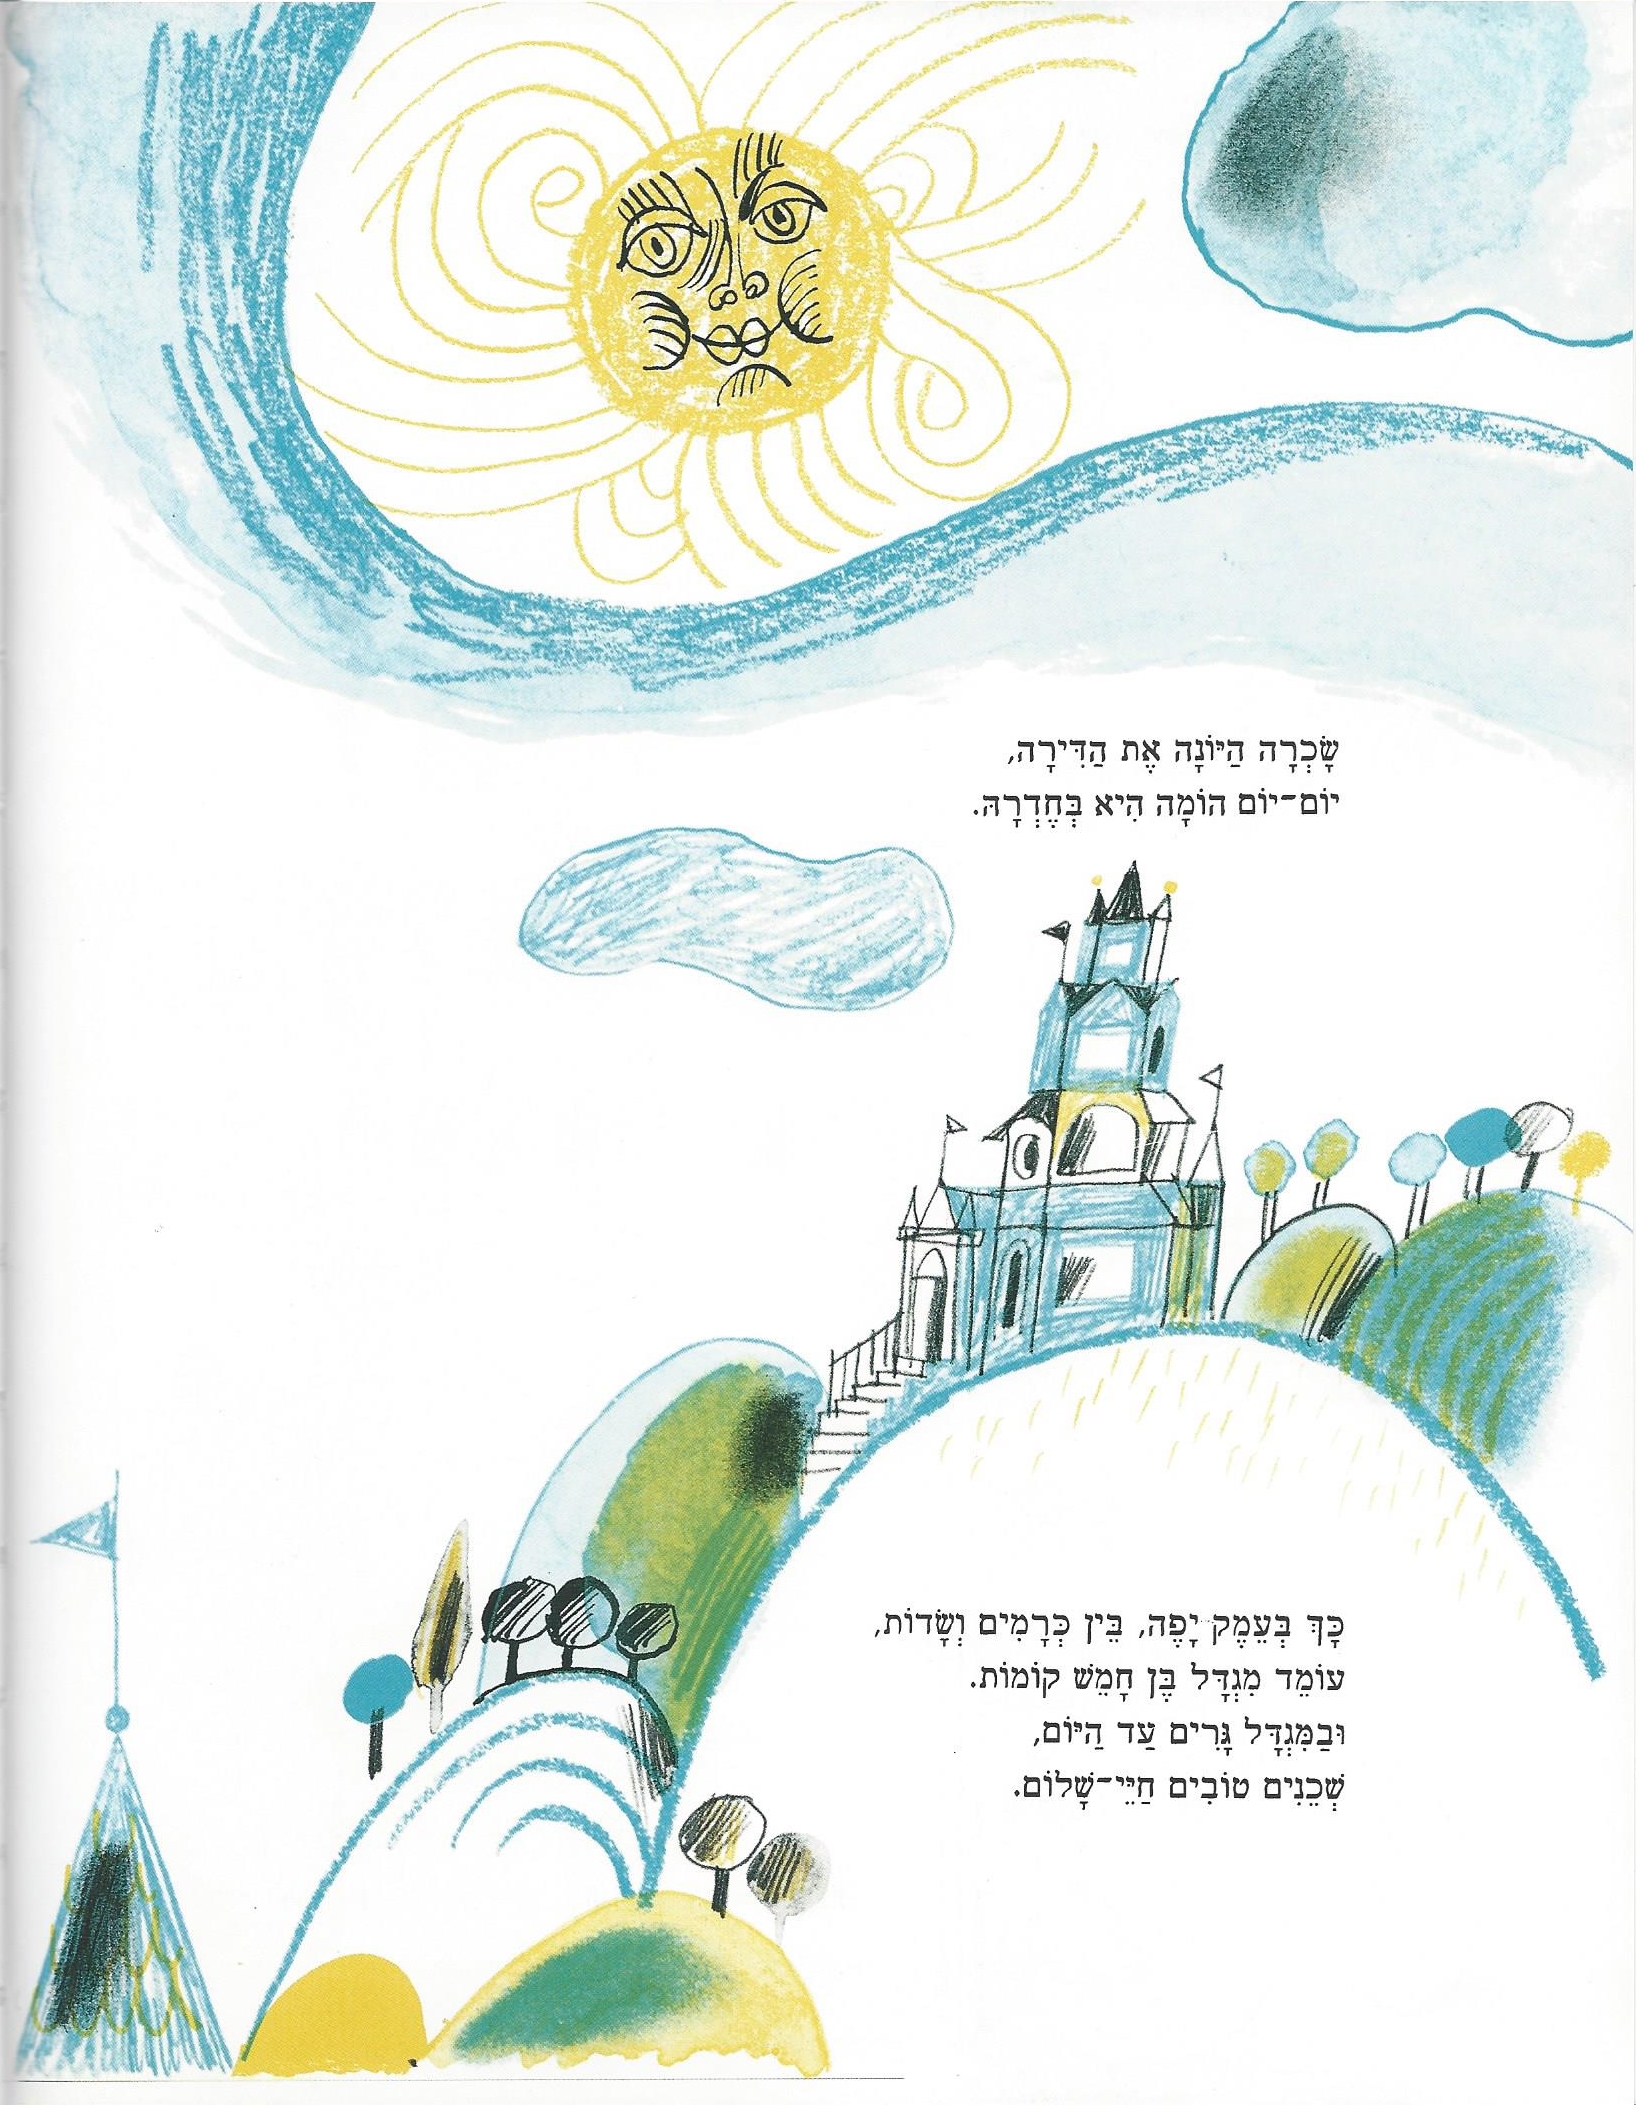 שָׂכְרָה הַיּוֹנָה אֶת הַדִּירָה,
יוֹם־יוֹם הוֹמָה הִיא בְּחֶדְרָהּ.
כָּךְ בְּעֵמֶק יָפֶה, בֵּין כְּרָמִים וְשָׂדוֹת,
עוֹמֵד מִגְדָּל בֶּן חָמֵשׁ קוֹמוֹת.
וּבַמִּגְדָּל גָּרִים עַד הַיּוֹם,
שְׁכֵנִים טוֹבִים חַיֵּי־שָׁלוֹם.